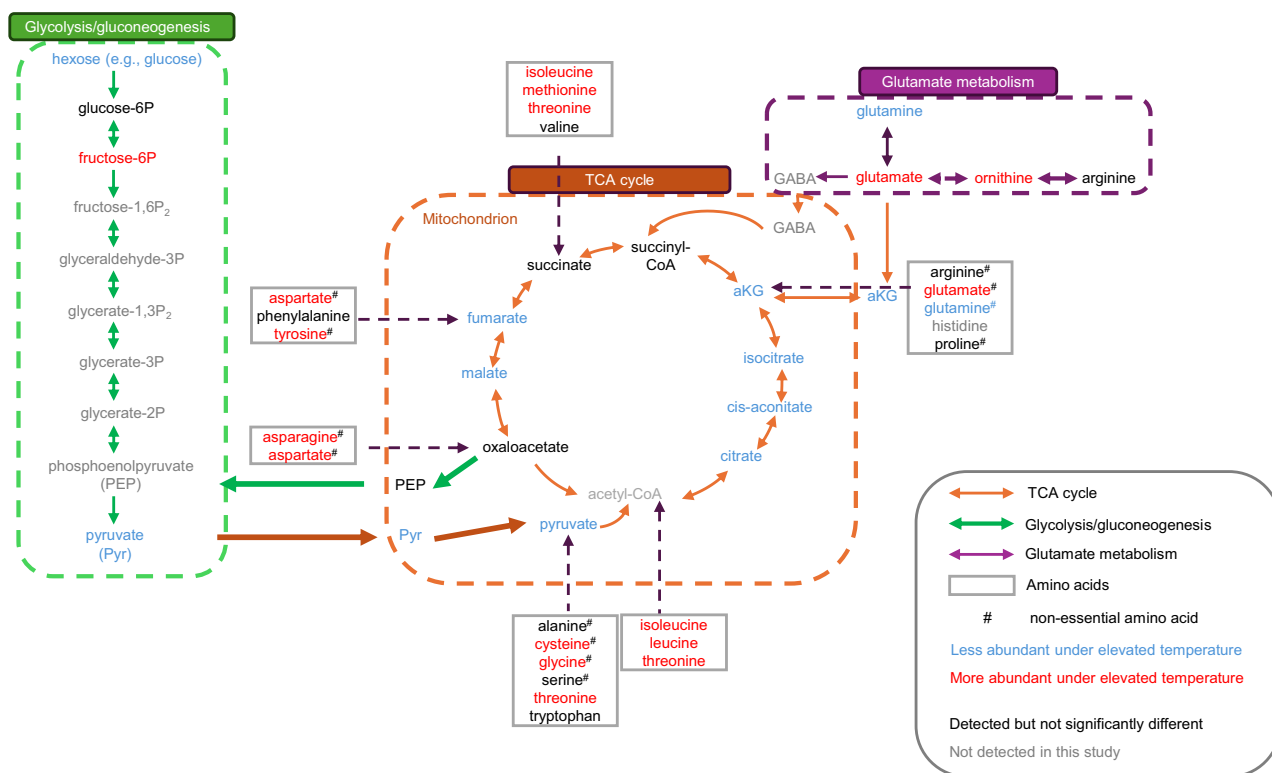 Glycolysis/gluconeogenesis
hexose (e.g., glucose)
glucose-6P
fructose-6P
fructose-1,6P₂
glyceraldehyde-3P
glycerate-1,3P₂
glycerate-3P
glycerate-2P
phosphoenolpyruvate
(PEP)
pyruvate
(Pyr)
isoleucine
methionine
threonine
valine
TCA cycle
Mitochondrion
succinate
succinyl-
CoA
aKG
isocitrate
cis-aconitate
citrate
acetyl-CoA
pyruvate
oxaloacetate
malate
fumarate
PEP
Pyr
aspartate#
phenylalanine
tyrosine#
asparagine#
aspartate#
alanine#
cysteine#
glycine#
serine#
threonine
tryptophan
isoleucine
leucine
threonine
Glutamate metabolism
glutamine
GABA
glutamate
ornithine
arginine
GABA
aKG
arginine#
glutamate#
glutamine#
histidine
proline#
TCA cycle
Glycolysis/gluconeogenesis
Glutamate metabolism
Amino acids
# non-essential amino acid
Less abundant under elevated temperature
More abundant under elevated temperature
Detected but not significantly different
Not detected in this study